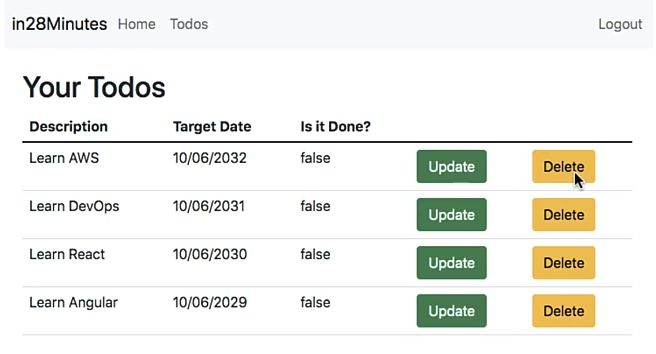 in28Minutes Home Todos Logout
Your Todos
Description Target Date Is it Done?
Learn AWS 10/06/2032 false Update Delete
Learn DevOps 10/06/2031 false Update Delete
Learn React 10/06/2030 false Update Delete
Learn Angular 10/06/2029 false Update Delete